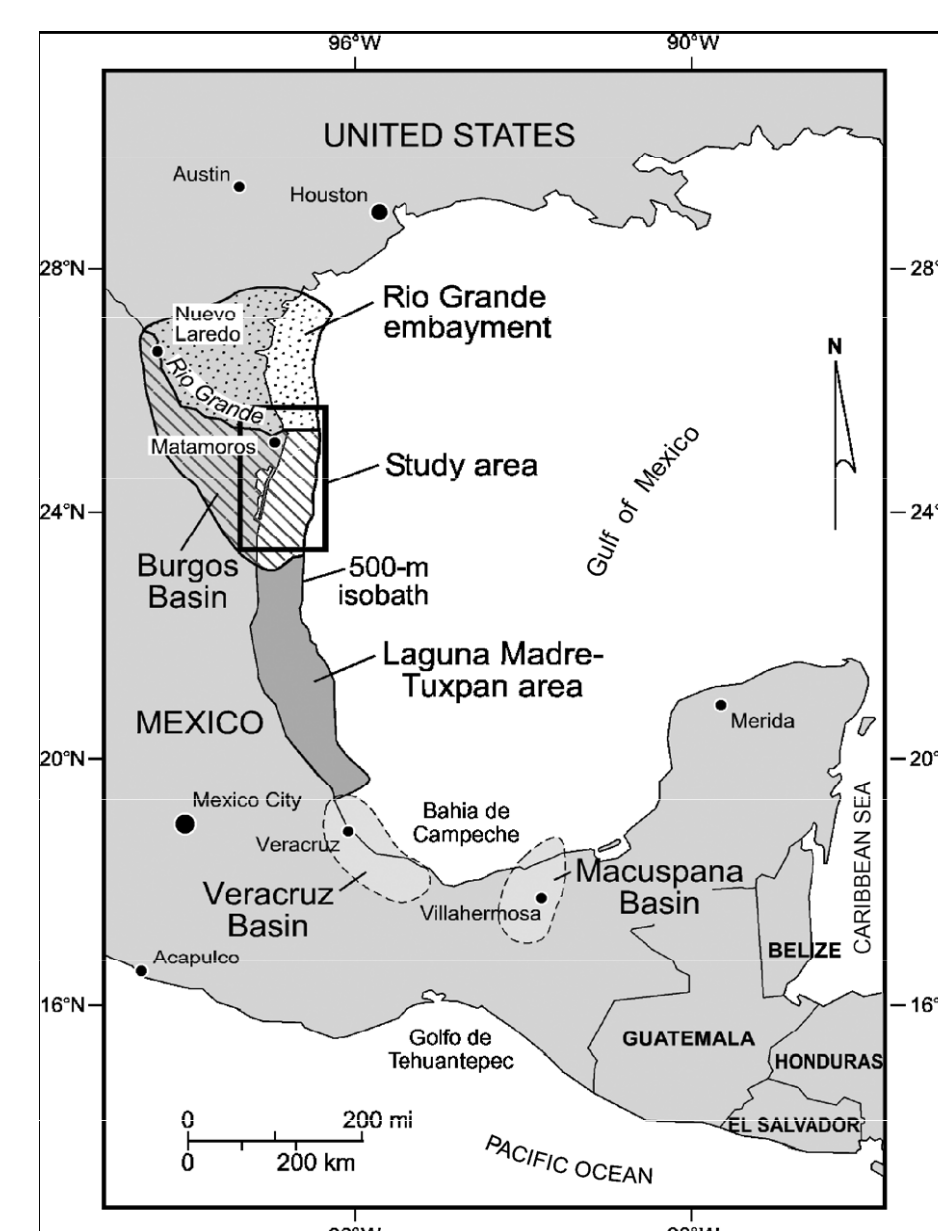 96°W
90°W
UNITED STATES
Austin
Houston
28°N
28°
Rio Grande
embayment
Nuevo
Laredo
N
Rio Grande
Matamoros
Study area
Gulf of Mexico
24°N
24°
Burgos
Basin
500-m
isobath
Laguna Madre-
Tuxpan area
MEXICO
Merida
20°N
20°
Mexico City
Bahia de
Campeche
Veracruz
CARIBBEAN SEA
Macuspana
Basin
Veracruz
Basin
Villahermosa
BELIZE
Acapulco
16°N
16°
Golfo de
Tehuantepec
GUATEMALA
HONDURAS
EL SALVADOR
0 200 mi
0 200 km
PACIFIC OCEAN